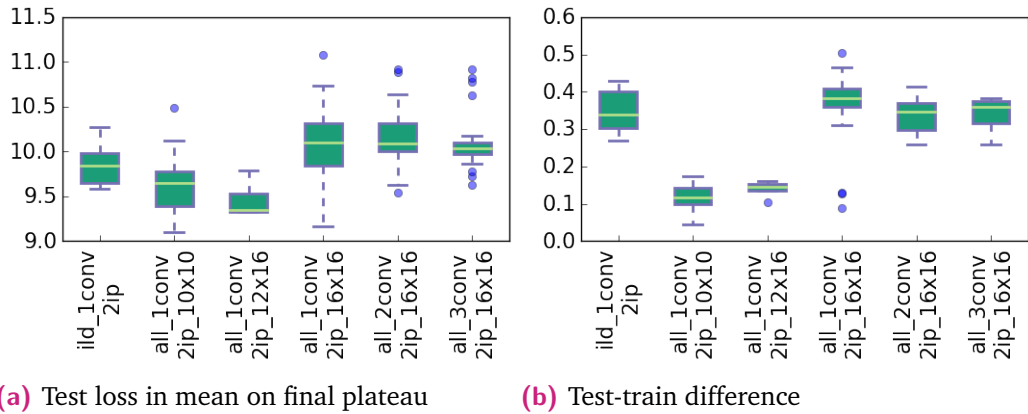 11.5
11.0
10.5
10.0
9.5
9.0
ild_1conv
2ip
all_1conv
2ip_10x10
all_1conv
2ip_12x16
all_1conv
2ip_16x16
all_2conv
2ip_16x16
all_3conv
2ip_16x16
(a) Test loss in mean on final plateau
0.6
0.5
0.4
0.3
0.2
0.1
0.0
ild_1conv
2ip
all_1conv
2ip_10x10
all_1conv
2ip_12x16
all_1conv
2ip_16x16
all_2conv
2ip_16x16
all_3conv
2ip_16x16
(b) Test-train difference